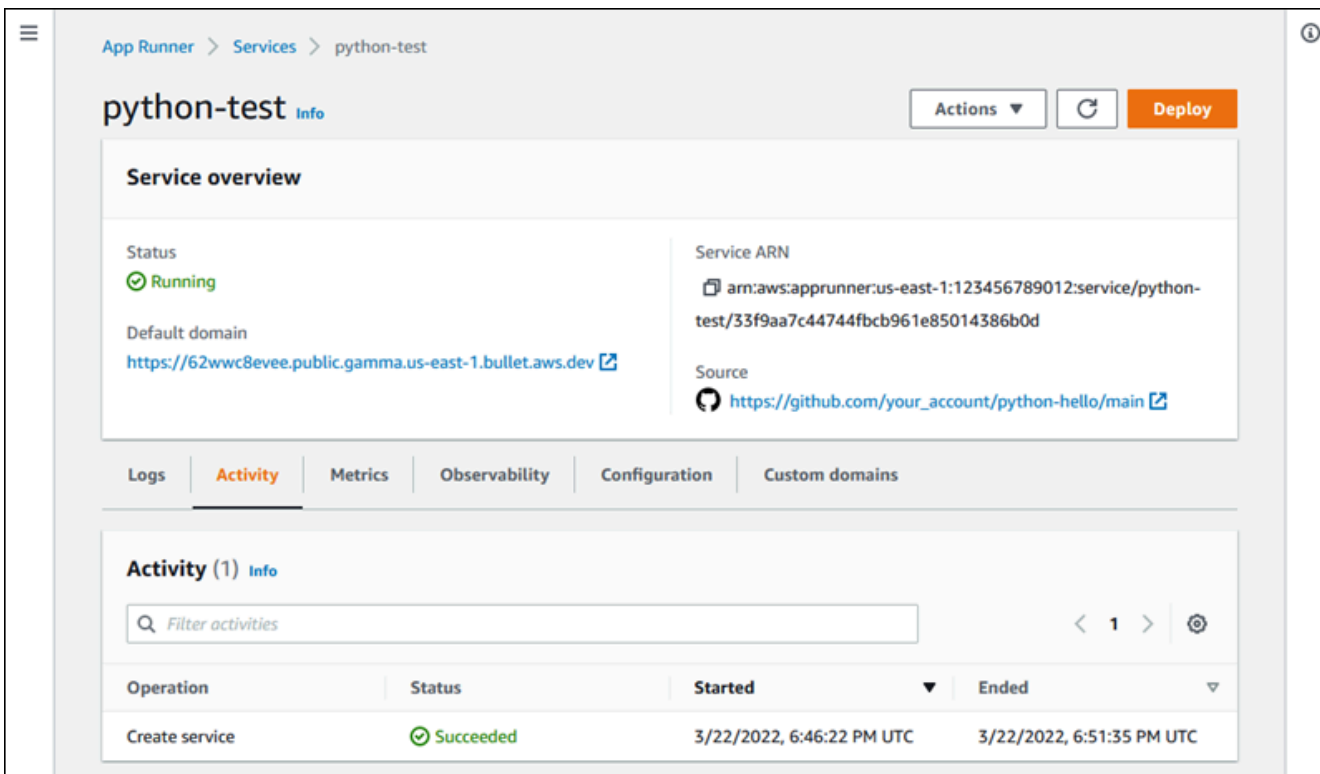 App Runner > Services > python-test
python-test Info
Actions ▼ Deploy
Service overview
Status
Running
Default domain
https://62wwc8evee.public.gamma.us-east-1.bullet.aws.dev
Service ARN
arn:aws:apprunner:us-east-1:123456789012:service/python-
test/33f9aa7c44744fbcb961e85014386b0d
Source
https://github.com/your_account/python-hello/main
Logs Activity Metrics Observability Configuration Custom domains
Activity (1) Info
Filter activities
< 1 >
Operation Status Started ▼ Ended ▽
Create service Succeeded 3/22/2022, 6:46:22 PM UTC 3/22/2022, 6:51:35 PM UTC